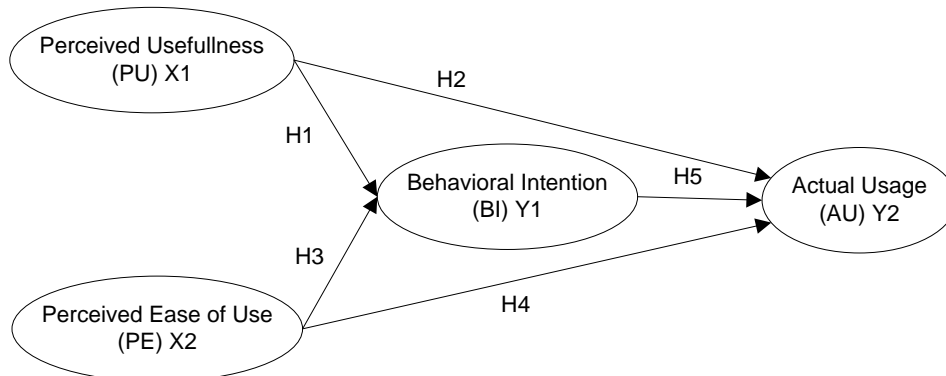 Perceived Usefullness
(PU) X1
H2
H1
Behavioral Intention
(BI) Y1
H5
Actual Usage
(AU) Y2
H3
H4
Perceived Ease of Use
(PE) X2